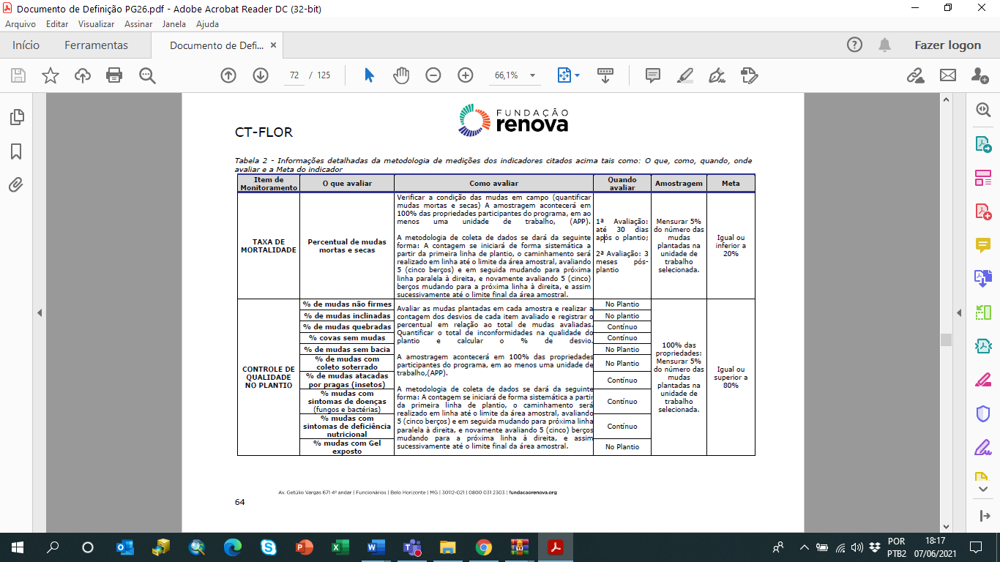 Documento de Definição PG26.pdf - Adobe Acrobat Reader DC (32-bit)
Arquivo Editar Visualizar Assinar Janela Ajuda
Início Ferramentas Documento de Defi... × Fazer logon
72 / 125 66,1%
FUNDAÇÃO
renova
CT-FLOR
Tabela 2 - Informações detalhadas da metodologia de medições dos indicadores citados acima tais como: O que, como, quando, onde
avaliar e a Meta do indicador
Item de
Monitoramento
O que avaliar
Como avaliar
Quando
avaliar
Amostragem
Meta
TAXA DE
MORTALIDADE
Percentual de mudas
mortas e secas
Verificar a condição das mudas em campo (quantificar
mudas mortas e secas) A amostragem acontecerá em
100% das propriedades participantes do programa, em ao
menos uma unidade de trabalho, (APP).
A metodologia de coleta de dados se dará da seguinte
forma: A contagem se iniciará de forma sistemática a
partir da primeira linha de plantio, o caminhamento será
realizado em linha até o limite da área amostral, avaliando
5 (cinco) berços) e em seguida mudando para próxima
linha paralela à direita, e novamente avaliando 5 (cinco)
berços mudando para a próxima linha à direita, e assim
sucessivamente até o limite final da área amostral.
1ª Avaliação:
até 30 dias
após o plantio;
2ª Avaliação: 3
meses pós-
plantio
Mensurar 5%
do número das
mudas
plantadas na
unidade de
trabalho
selecionada.
Igual ou
inferior a
20%
CONTROLE DE
QUALIDADE
NO PLANTIO
% de mudas não firmes
% de mudas inclinadas
% de mudas quebradas
% covas sem mudas
% de mudas sem bacia
% de mudas com
coleto soterrado
% de mudas atacadas
por pragas (insetos)
% mudas com
sintomas de doenças
(fungos e bactérias)
% mudas com
sintomas de deficiência
nutricional
% mudas com Gel
exposto
Avaliar as mudas plantadas em cada amostra e realizar a
contagem dos desvios de cada item avaliado e registrar o
percentual em relação ao total de mudas avaliadas.
Quantificar o total de inconformidades na qualidade do
plantio e calcular o % de desvio.
A amostragem acontecerá em 100% das propriedades
participantes do programa, em ao menos uma unidade de
trabalho,(APP).
A metodologia de coleta de dados se dará da seguinte
forma: A contagem se iniciará de forma sistemática a partir
da primeira linha de plantio, o caminhamento será
realizado em linha até o limite da área amostral, avaliando
5 (cinco berços) e em seguida mudando para próxima linha
paralela à direita, e novamente avaliando 5 (cinco) berços
mudando para a próxima linha à direita, e assim
sucessivamente até o limite final da área amostral.
No Plantio
No plantio
Contínuo
Contínuo
No Plantio
No Plantio
Contínuo
Contínuo
Contínuo
No Plantio
100% das
propriedades:
Mensurar 5%
do número das
mudas
plantadas na
unidade de
trabalho
selecionada.
Igual ou
superior a
80%
Av. Getúlio Vargas 671 4º andar | Funcionários | Belo Horizonte | MG | 30112-021 | 0800 031 2303 | fundacaorenova.org
64
POR
PTB2
18:17
07/06/2021